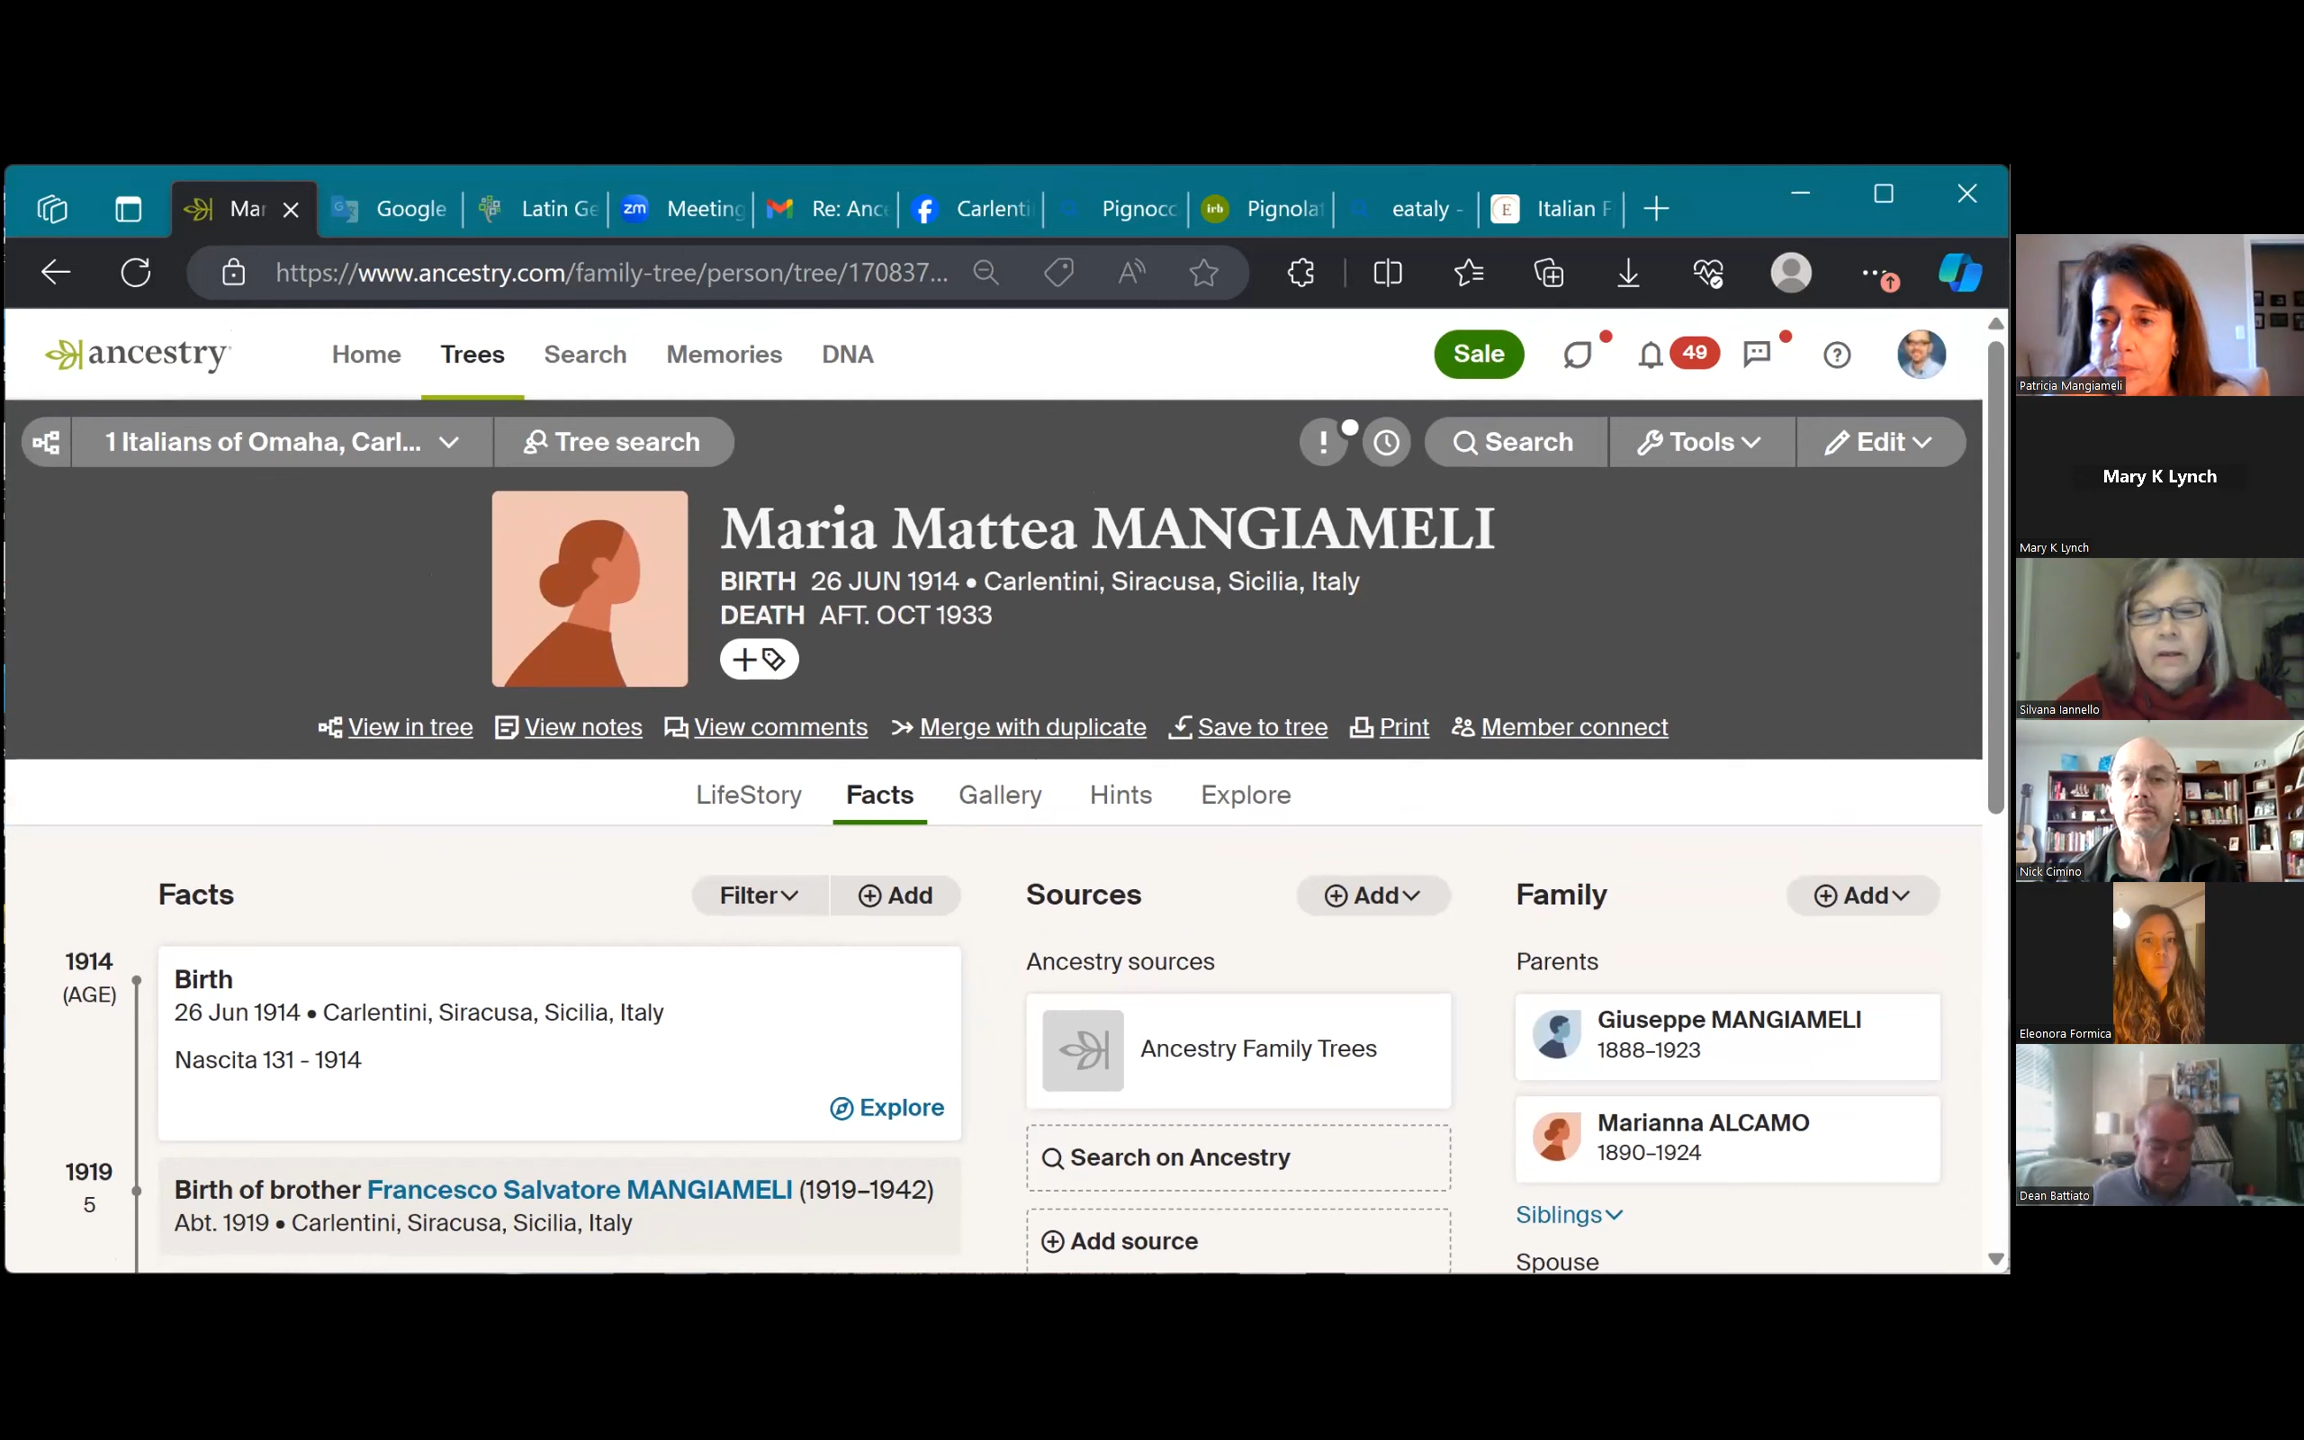 Mar
Google
Latin Ge
zm Meeting
Re: Anc
Carlenti
Pignocc
irb Pignolat
eataly -
E Italian F
https://www.ancestry.com/family-tree/person/tree/170837...
ancestry
Home
Trees
Search
Memories
DNA
Sale
49
1 Italians of Omaha, Carl...
Tree search
Search
Tools
Edit
Maria Mattea MANGIAMELI
BIRTH 26 JUN 1914 • Carlentini, Siracusa, Sicilia, Italy
DEATH AFT. OCT 1933
View in tree
View notes
View comments
Merge with duplicate
Save to tree
Print
Member connect
LifeStory
Facts
Gallery
Hints
Explore
Facts
Filter
Add
1914
(AGE)
Birth
26 Jun 1914 • Carlentini, Siracusa, Sicilia, Italy
Nascita 131 - 1914
Explore
1919
5
Birth of brother Francesco Salvatore MANGIAMELI (1919–1942)
Abt. 1919 • Carlentini, Siracusa, Sicilia, Italy
Sources
Add
Ancestry sources
Ancestry Family Trees
Search on Ancestry
Add source
Family
Add
Parents
Giuseppe MANGIAMELI
1888–1923
Marianna ALCAMO
1890–1924
Siblings
Spouse
Patricia Mangiameli
Mary K Lynch
Mary K Lynch
Silvana Iannello
Nick Cimino
Eleonora Formica
Dean Battiato